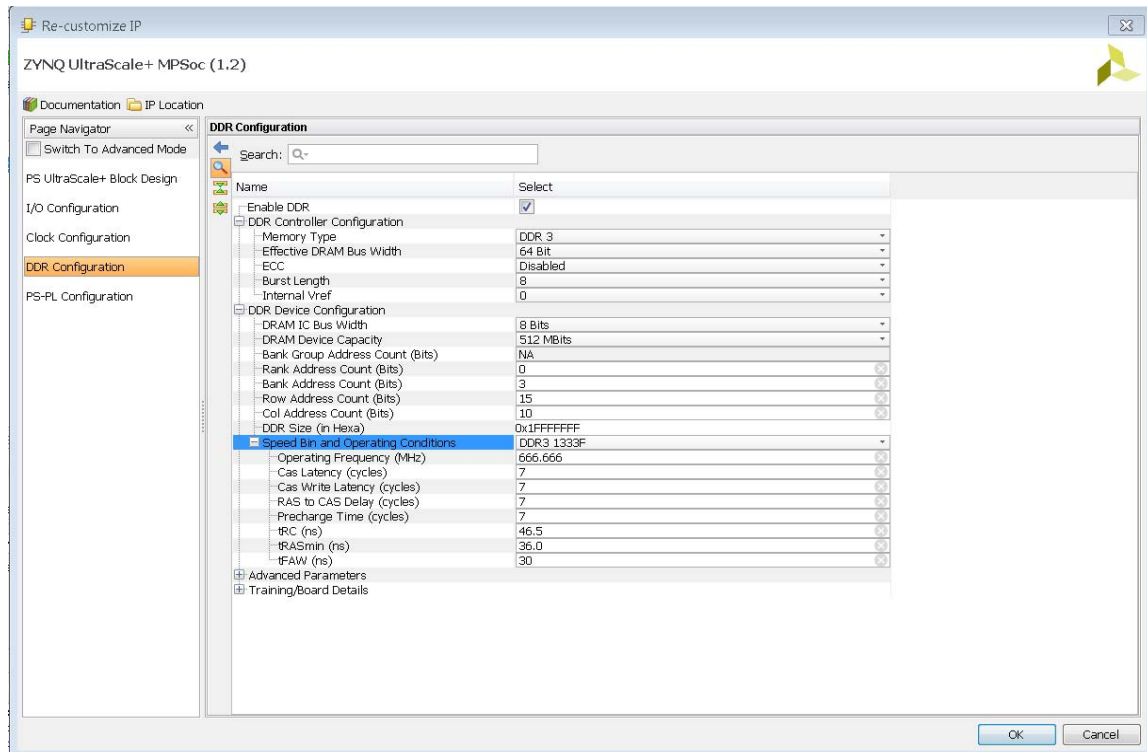 Re-customize IP
ZYNQ UltraScale+ MPSoc (1.2)
Documentation IP Location
Page Navigator «
Switch To Advanced Mode
PS UltraScale+ Block Design
I/O Configuration
Clock Configuration
DDR Configuration
PS-PL Configuration
DDR Configuration
Search:
Name Select
Enable DDR
DDR Controller Configuration
Memory Type DDR 3
Effective DRAM Bus Width 64 Bit
ECC Disabled
Burst Length 8
Internal Vref 0
DDR Device Configuration
DRAM IC Bus Width 8 Bits
DRAM Device Capacity 512 MBits
Bank Group Address Count (Bits) NA
Rank Address Count (Bits) 0
Bank Address Count (Bits) 3
Row Address Count (Bits) 15
Col Address Count (Bits) 10
DDR Size (in Hexa) 0x1FFFFFFF
Speed Bin and Operating Conditions DDR3 1333F
Operating Frequency (MHz) 666.666
Cas Latency (cycles) 7
Cas Write Latency (cycles) 7
RAS to CAS Delay (cycles) 7
Precharge Time (cycles) 7
tRC (ns) 46.5
tRASmin (ns) 36.0
tFAW (ns) 30
Advanced Parameters
Training/Board Details
OK Cancel